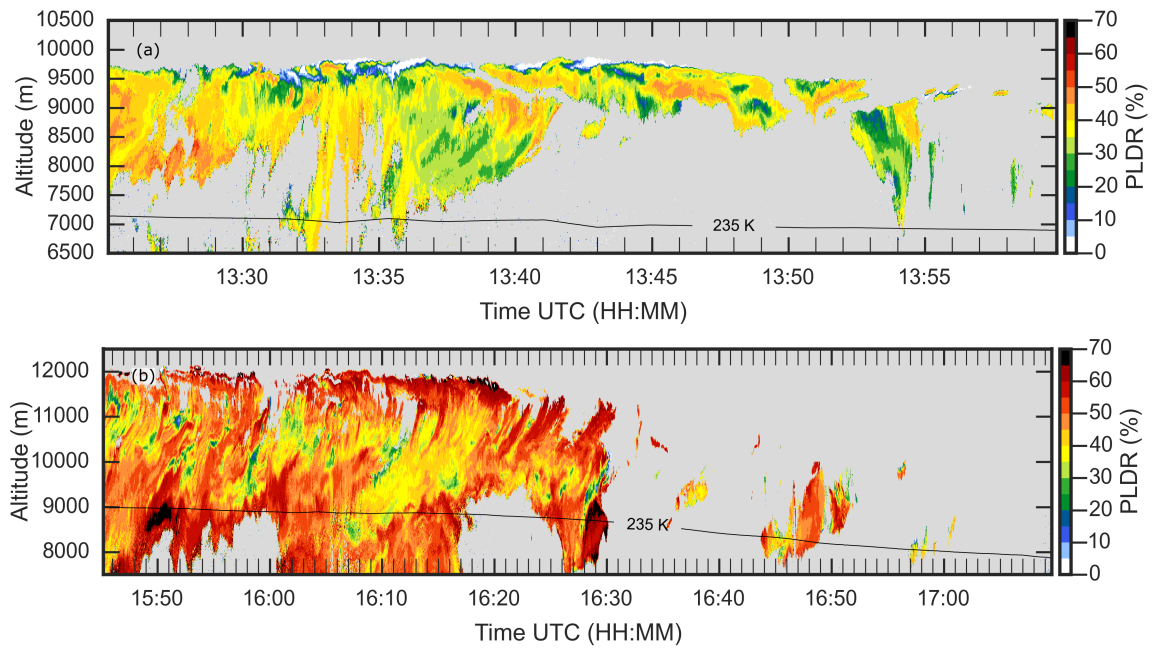 10500
10000
9500
9000
8500
8000
7500
7000
6500
Altitude (m)
(a)
235 K
13:30 13:35 13:40 13:45 13:50 13:55
Time UTC (HH:MM)
70
60
50
40
30
20
10
0
PLDR (%)
12000
11000
10000
9000
8000
Altitude (m)
(b)
235 K
15:50 16:00 16:10 16:20 16:30 16:40 16:50 17:00
Time UTC (HH:MM)
70
60
50
40
30
20
10
0
PLDR (%)